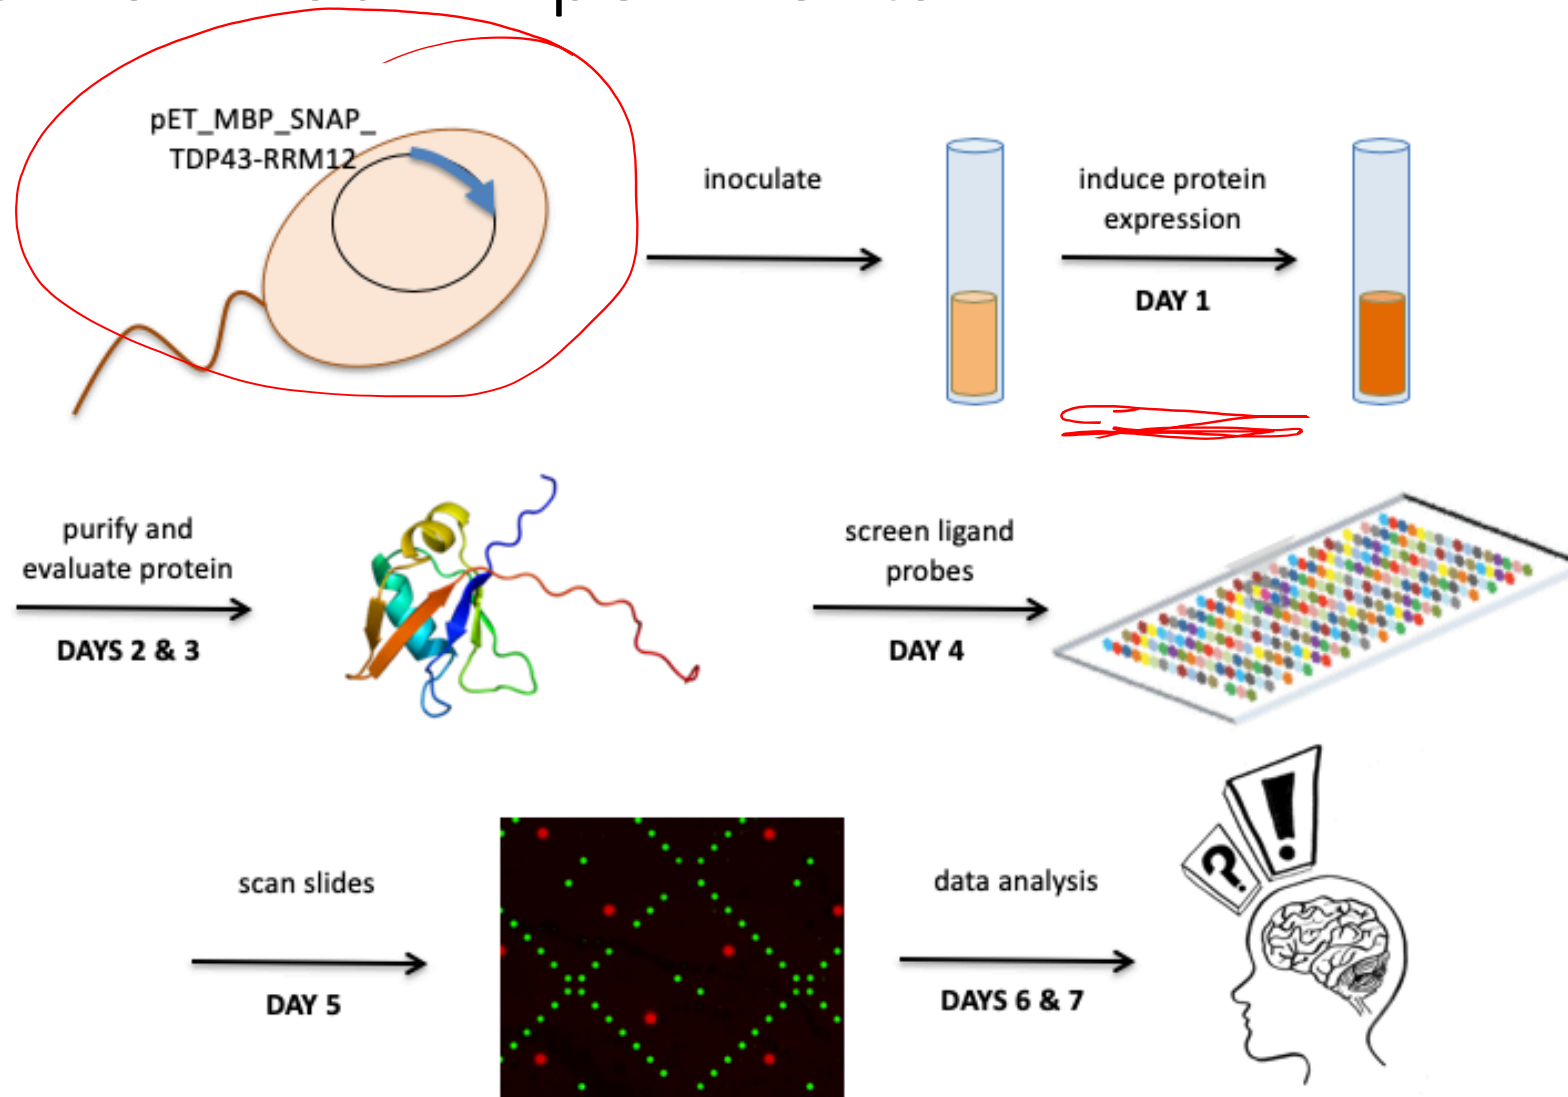 pET_MBP_SNAP_
TDP43-RRM12
inoculate
induce protein
expression
DAY 1
purify and
evaluate protein
DAYS 2 & 3
screen ligand
probes
DAY 4
scan slides
DAY 5
data analysis
DAYS 6 & 7
?
!